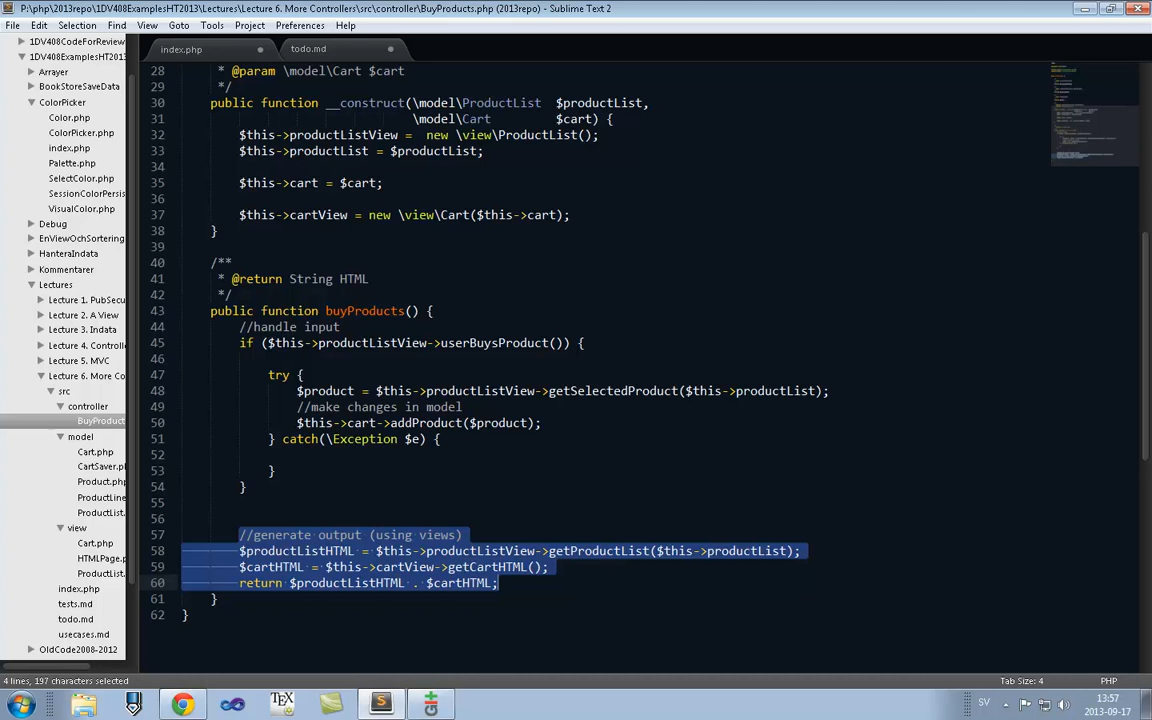 P:\php\2013repo\1DV408ExamplesHT2013\Lectures\Lecture 6. More Controllers\src\controller\BuyProducts.php (2013repo) - Sublime Text 2
File Edit Selection Find View Goto Tools Project Preferences Help
1DV408CodeForReview
1DV408ExamplesHT2013
Arrayer
BookStoreSaveData
ColorPicker
Color.php
ColorPicker.php
index.php
Palette.php
SelectColor.php
SessionColorPersis
VisualColor.php
Debug
EnViewOchSortering
HanteraIndata
Kommentarer
Lectures
Lecture 1. PubSecu
Lecture 2. A View
Lecture 3. Indata
Lecture 4. Controll
Lecture 5. MVC
Lecture 6. More Co
src
controller
BuyProduct
model
Cart.php
CartSaver.p
Product.php
ProductLine
ProductList.
view
Cart.php
HTMLPage.p
ProductList.
index.php
tests.md
todo.md
usecases.md
OldCode2008-2012
index.php
todo.md
28 * @param \model\Cart $cart
29 */
30 public function __construct(\model\ProductList $productList,
31 \model\Cart $cart) {
32 $this->productListView = new \view\ProductList();
33 $this->productList = $productList;
34
35 $this->cart = $cart;
36
37 $this->cartView = new \view\Cart($this->cart);
38 }
39
40 /**
41 * @return String HTML
42 */
43 public function buyProducts() {
44 //handle input
45 if ($this->productListView->userBuysProduct()) {
46
47 try {
48 $product = $this->productListView->getSelectedProduct($this->productList);
49 //make changes in model
50 $this->cart->addProduct($product);
51 } catch(\Exception $e) {
52
53 }
54 }
55
56
57 //generate output (using views)
58 $productListHTML = $this->productListView->getProductList($this->productList);
59 $cartHTML = $this->cartView->getCartHTML();
60 return $productListHTML . $cartHTML;
61 }
62 }
4 lines, 197 characters selected
Tab Size: 4
PHP
TEX
SV
13:57
2013-09-17